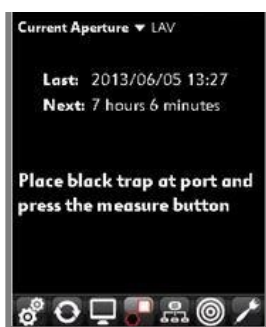 Current Aperture ▼ LAV
Last: 2013/06/05 13:27
Next: 7 hours 6 minutes
Place black trap at port and
press the measure button